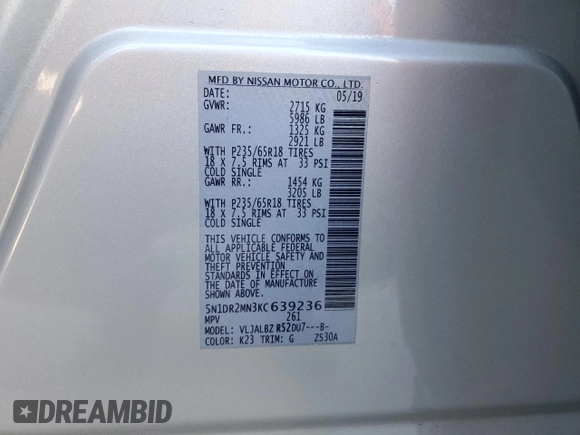 MFD BY NISSAN MOTOR CO., LTD.
DATE: 05/19
GVWR: 2715 KG
5986 LB
GAWR FR.: 1325 KG
2921 LB
WITH P235/65R18 TIRES
18 X 7.5 RIMS AT 33 PSI
COLD SINGLE
GAWR RR.: 1454 KG
3205 LB
WITH P235/65R18 TIRES
18 X 7.5 RIMS AT 33 PSI
COLD SINGLE
THIS VEHICLE CONFORMS TO
ALL APPLICABLE FEDERAL
MOTOR VEHICLE SAFETY AND
THEFT PREVENTION
STANDARDS IN EFFECT ON
THE DATE OF MANUFACTURE
SHOWN ABOVE.
5N1DR2MN3KC639236
MPV 261
MODEL: VLJALBZ R52DU7---B-
COLOR: K23 TRIM: G ZS30A
DREAMBID